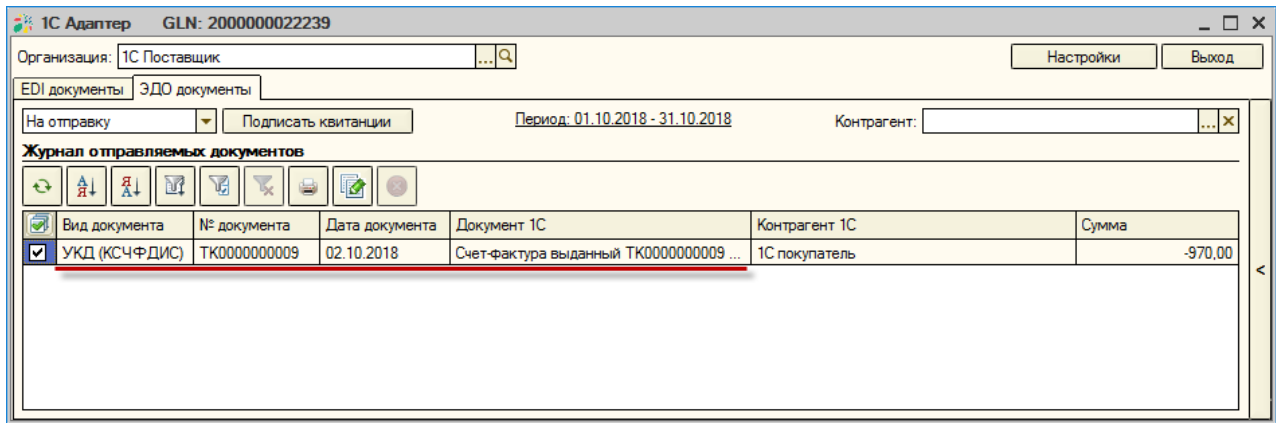 1С Адаптер GLN: 2000000022239
Организация: 1С Поставщик ... Настройки Выход
EDI документы ЭДО документы
На отправку Подписать квитанции Период: 01.10.2018 - 31.10.2018 Контрагент: ...
Журнал отправляемых документов
Вид документа № документа Дата документа Документ 1С Контрагент 1С Сумма
УКД (КСЧФДИС) ТК0000000009 02.10.2018 Счет-фактура выданный ТК0000000009 ... 1С покупатель -970,00